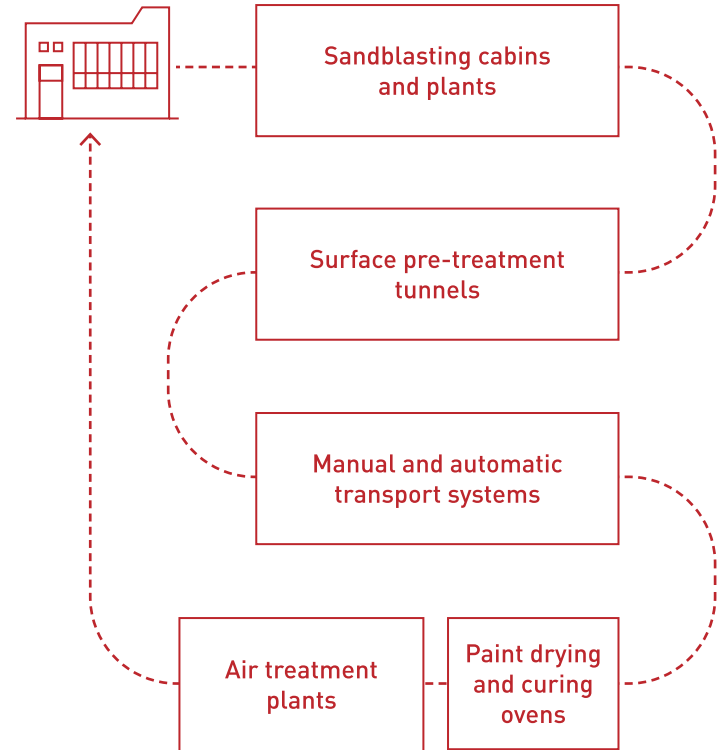 Sandblasting cabins
and plants
Surface pre-treatment
tunnels
Manual and automatic
transport systems
Paint drying
and curing
ovens
Air treatment
plants